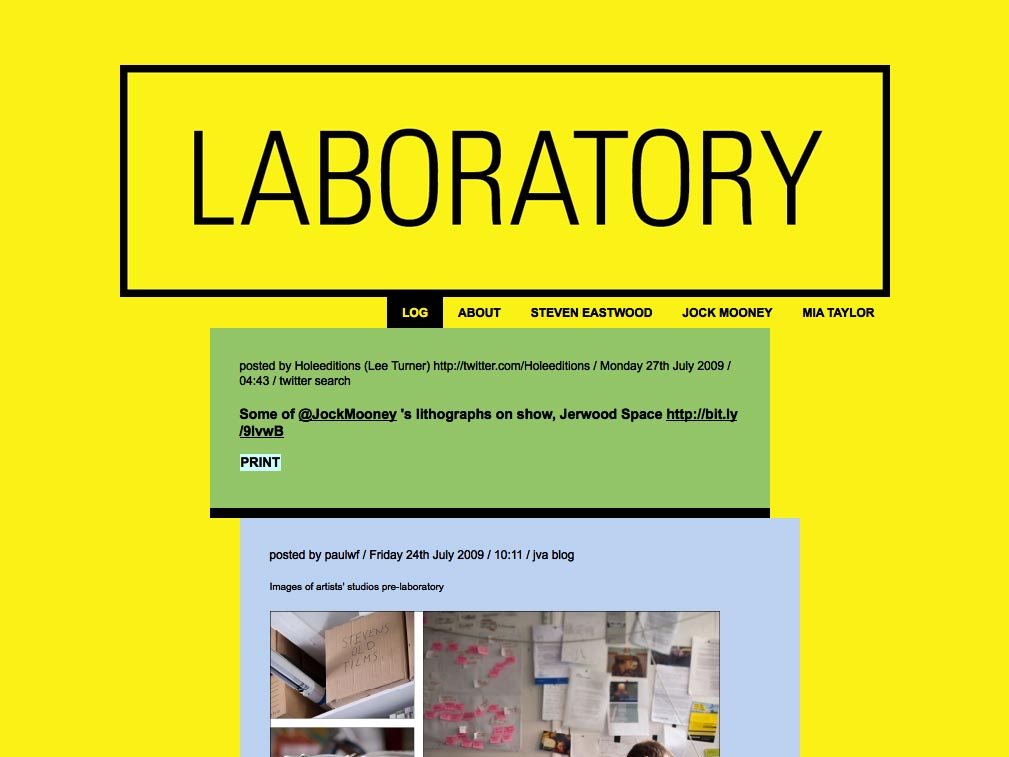 LABORATORY
LOG ABOUT STEVEN EASTWOOD JOCK MOONEY MIA TAYLOR
posted by Holeeditions (Lee Turner) http://twitter.com/Holeeditions / Monday 27th July 2009 /
04:43 / twitter search
Some of @JockMooney 's lithographs on show, Jerwood Space http://bit.ly
/9lvwB
PRINT
posted by paulwf / Friday 24th July 2009 / 10:11 / jva blog
Images of artists' studios pre-laboratory
STEVENS
OLD
FILMS